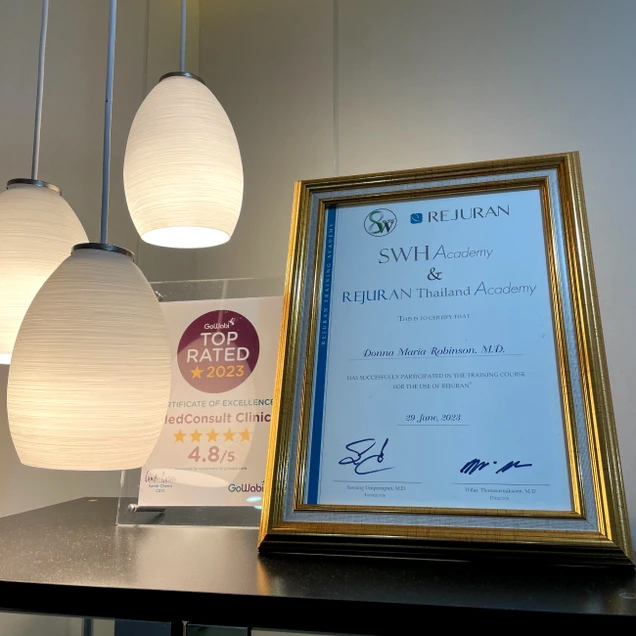 GoWabi
TOP
RATED
★2023
RTIFICATE OF EXCELLENCE
MedConsult Clinic
4.8/5
GoWabi
REJURAN TRAINING ACADEMY
SW
REJURAN
SWH Academy
&
REJURAN Thailand Academy
THIS IS TO CERTIFY THAT
Donna Maria Robinson, M.D.
HAS SUCCESSFULLY PARTICIPATED IN THE TRAINING COURSE
FOR THE USE OF REJURAN®
29 June, 2023